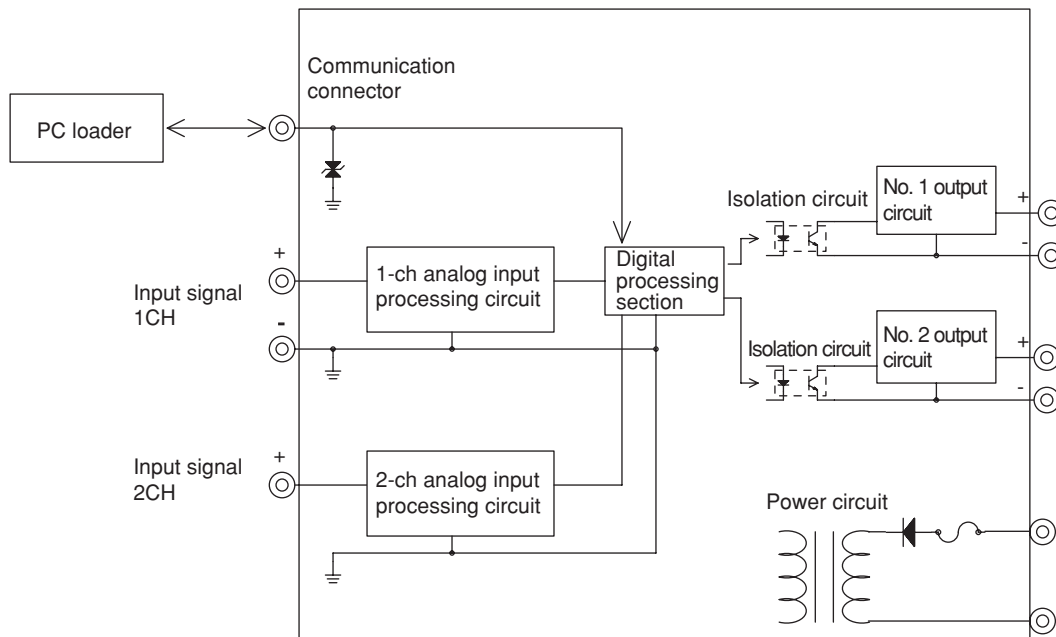 Communication
connector
PC loader
Isolation circuit
No. 1 output
circuit
+
-
+
Input signal
1CH
-
1-ch analog input
processing circuit
Digital
processing
section
Isolation circuit
No. 2 output
circuit
+
-
Input signal
2CH
+
2-ch analog input
processing circuit
Power circuit